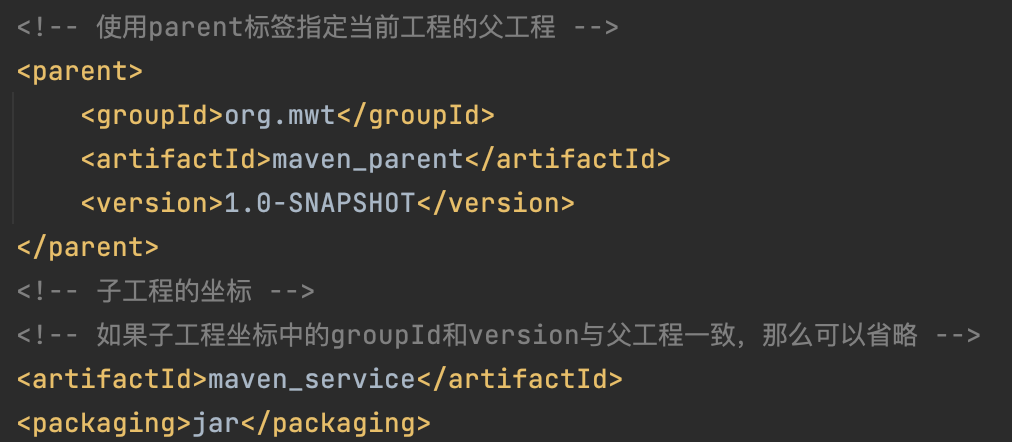 <!-- 使用parent标签指定当前工程的父工程 -->
<parent>
    <groupId>org.mwt</groupId>
    <artifactId>maven_parent</artifactId>
    <version>1.0-SNAPSHOT</version>
</parent>
<!-- 子工程的坐标 -->
<!-- 如果子工程坐标中的groupId和version与父工程一致，那么可以省略 -->
<artifactId>maven_service</artifactId>
<packaging>jar</packaging>